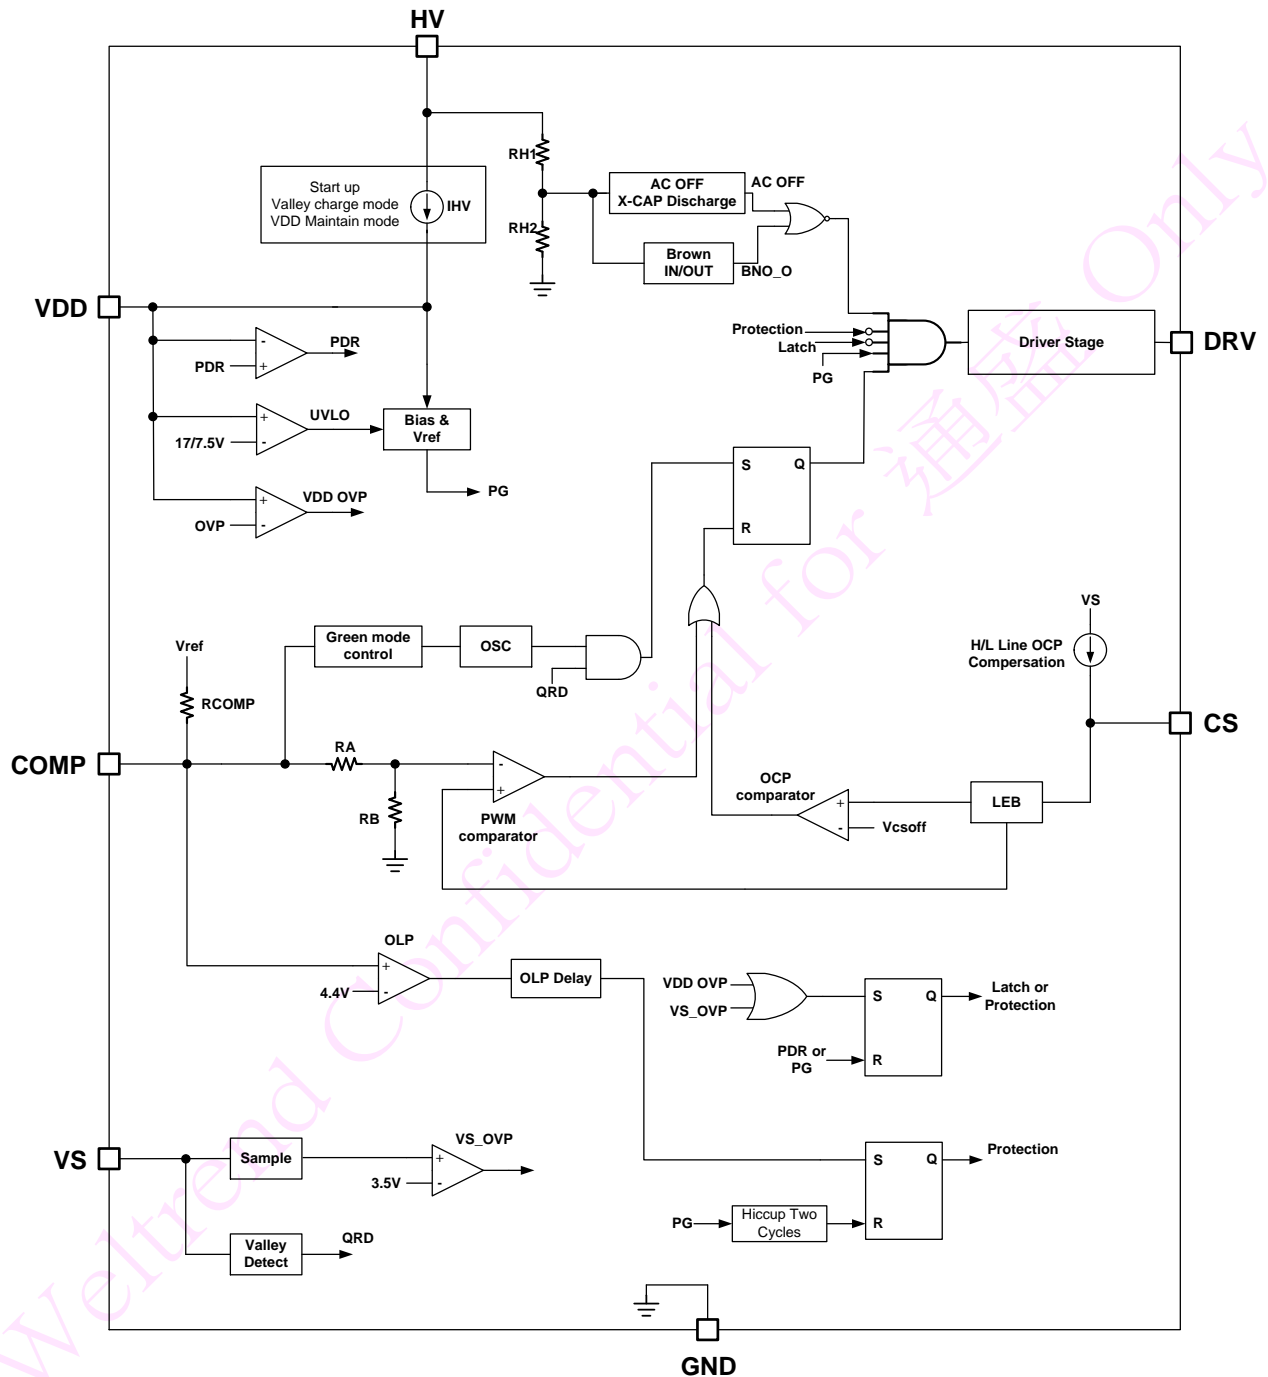 HV
RH1
Start up
Valley charge mode
VDD Maintain mode
IHV
AC OFF
X-CAP Discharge
AC OFF
RH2
Brown
IN/OUT
BNO_O
VDD
PDR
-
PDR
+
Protection
Latch
PG
Driver Stage
DRV
UVLO
+
17/7.5V
-
Bias &
Vref
PG
VDD OVP
+
OVP
-
S
Q
R
VS
H/L Line OCP
Compersation
Vref
RCOMP
Green mode
control
OSC
QRD
CS
COMP
RA
RB
-
+
PWM
comparator
OCP
comparator
+
-
Vcsoff
LEB
OLP
+
4.4V
-
OLP Delay
VDD OVP
VS_OVP
S
Q
R
Latch or
Protection
PDR or
PG
VS
Sample
VS_OVP
+
3.5V
-
Valley
Detect
QRD
S
Q
R
Protection
PG
Hiccup Two
Cycles
GND
Weltrend Confidential for 通盛 Only